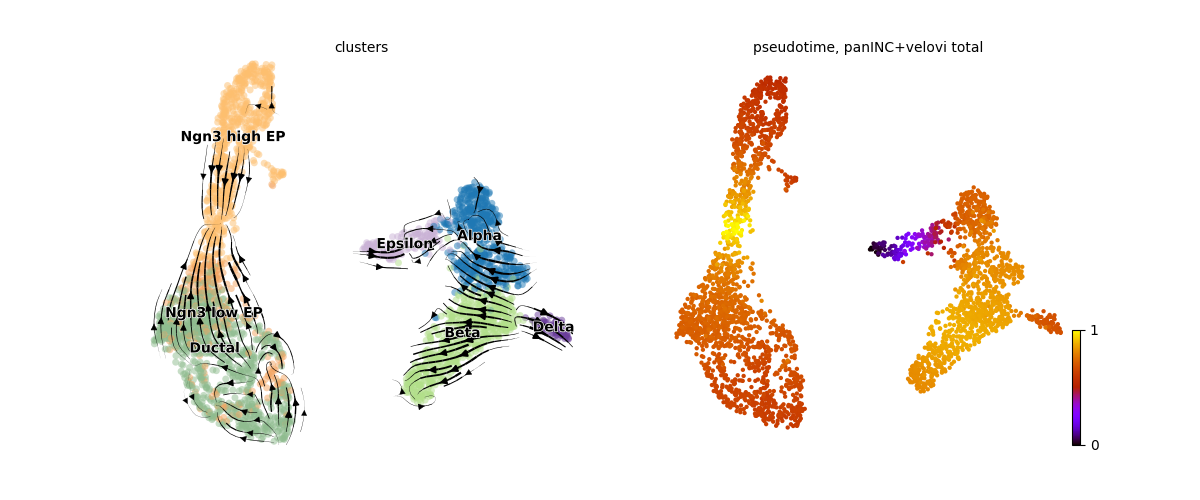 clusters
pseudotime, panINC+velovi total
Ngn3 high EP
Epsilon
Alpha
Ngn3 low EP
Ductal
Beta
Delta
1
0